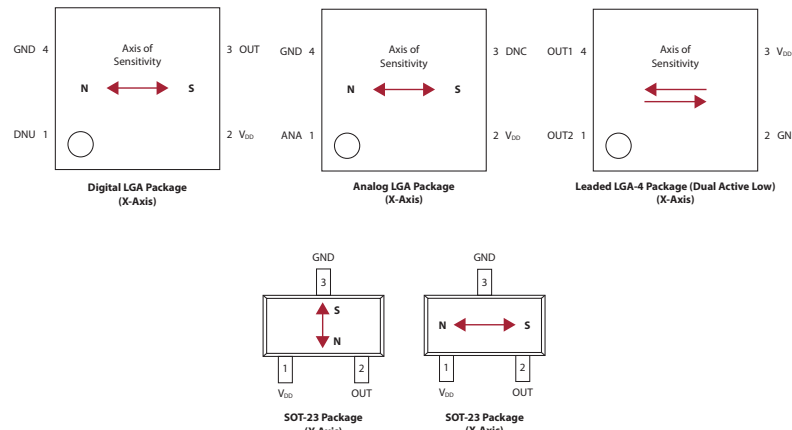 GND 4
Axis of
Sensitivity
3 OUT
N
S
DNU 1
2 VDD
Digital LGA Package
(X-Axis)
GND 4
Axis of
Sensitivity
3 DNC
N
S
ANA 1
2 VDD
Analog LGA Package
(X-Axis)
OUT1 4
Axis of
Sensitivity
3 VDD
OUT2 1
2 GN
Leaded LGA-4 Package (Dual Active Low)
(X-Axis)
GND
3
S
N
1
2
VDD
OUT
SOT-23 Package
(X-Axis)
GND
3
N
S
1
2
VDD
OUT
SOT-23 Package
(X-Axis)